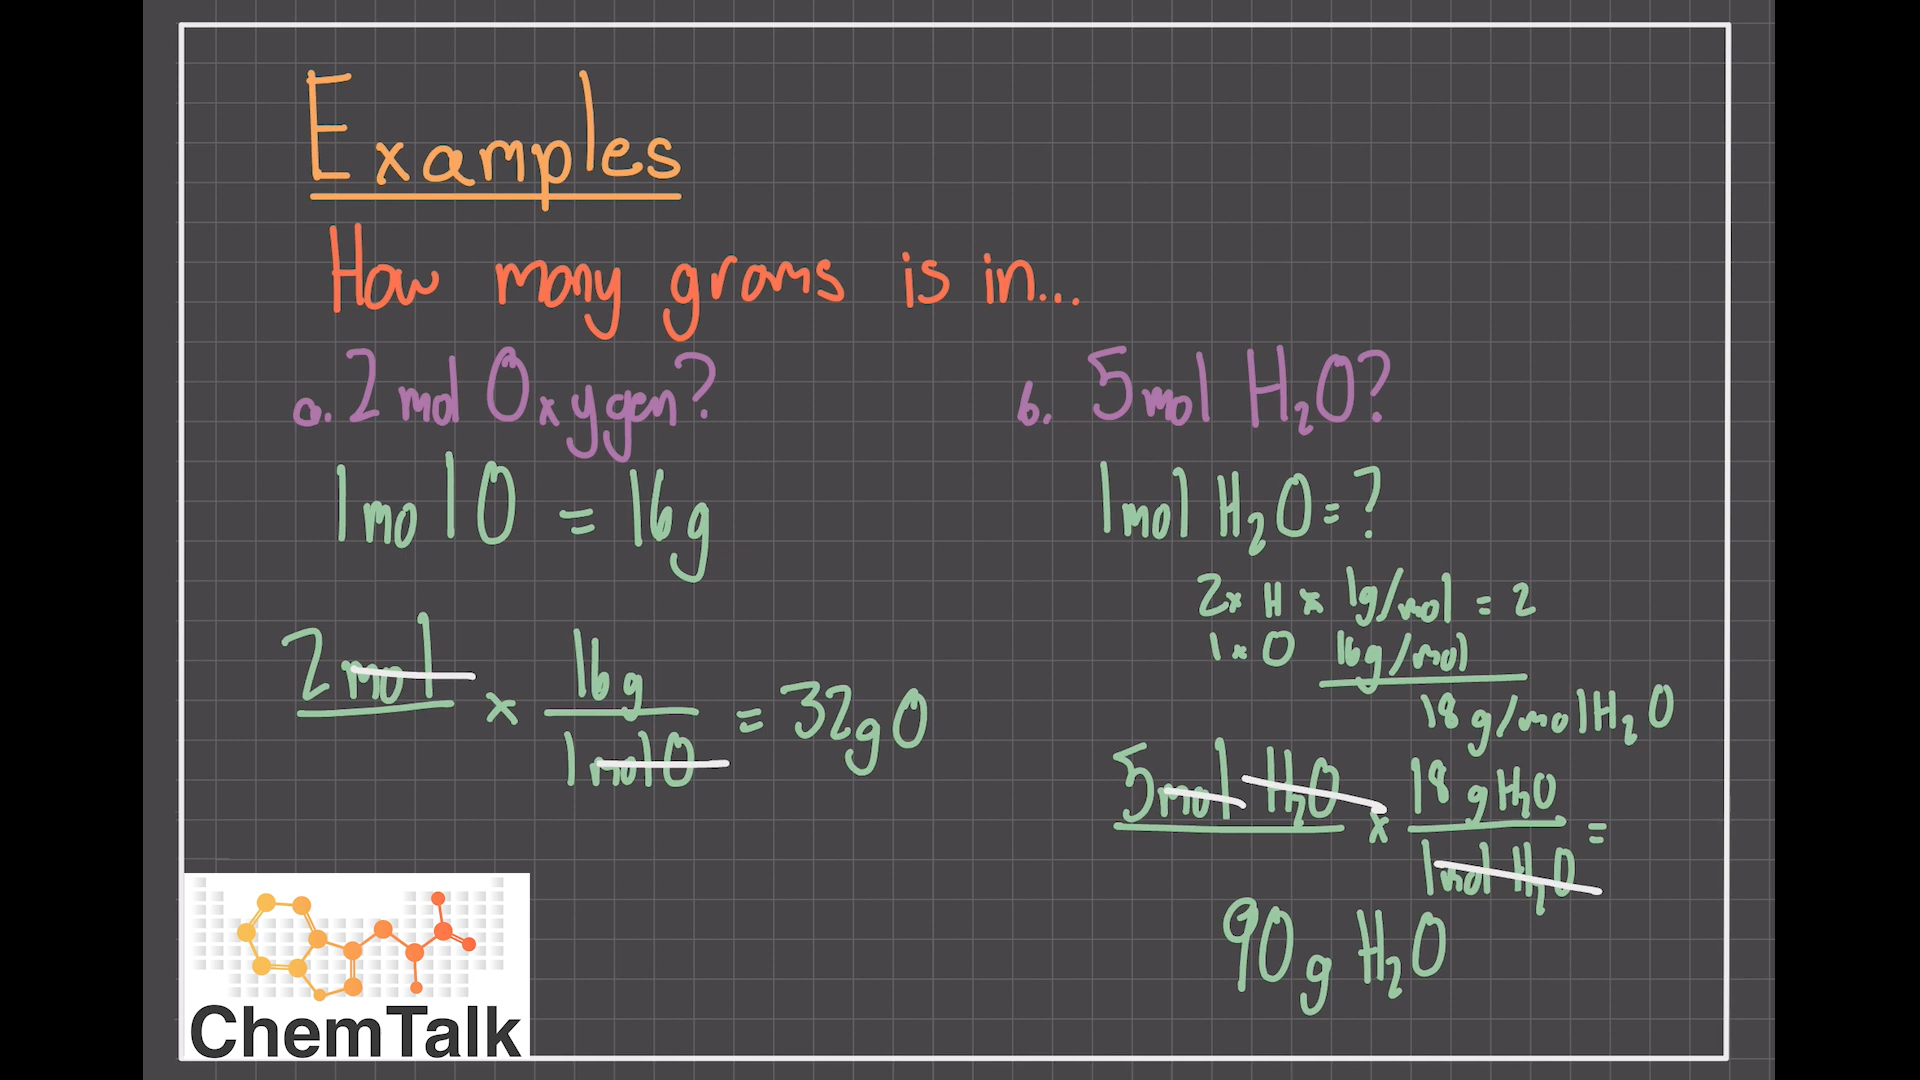 Examples
How many grams is in...
a. 2 mol Oxygen?
1 mol O = 16g
2 mol x 16g / 1 mol O = 32g O
b. 5 mol H₂O?
1 mol H₂O = ?
2 x H x 1g/mol = 2
1 x O 16g/mol
18 g/mol H₂O
5 mol H₂O x 18 g H₂O / 1 mol H₂O =
90 g H₂O
ChemTalk